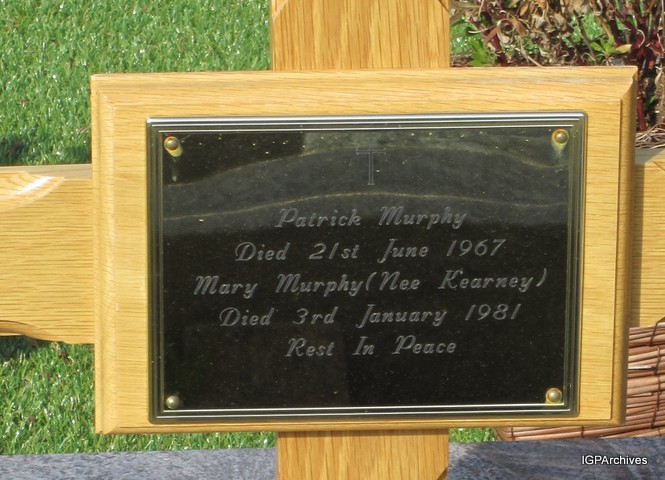 Patrick Murphy
Died 21st June 1967
Mary Murphy(Nee Kearney)
Died 3rd January 1981
Rest In Peace
IGPArchives